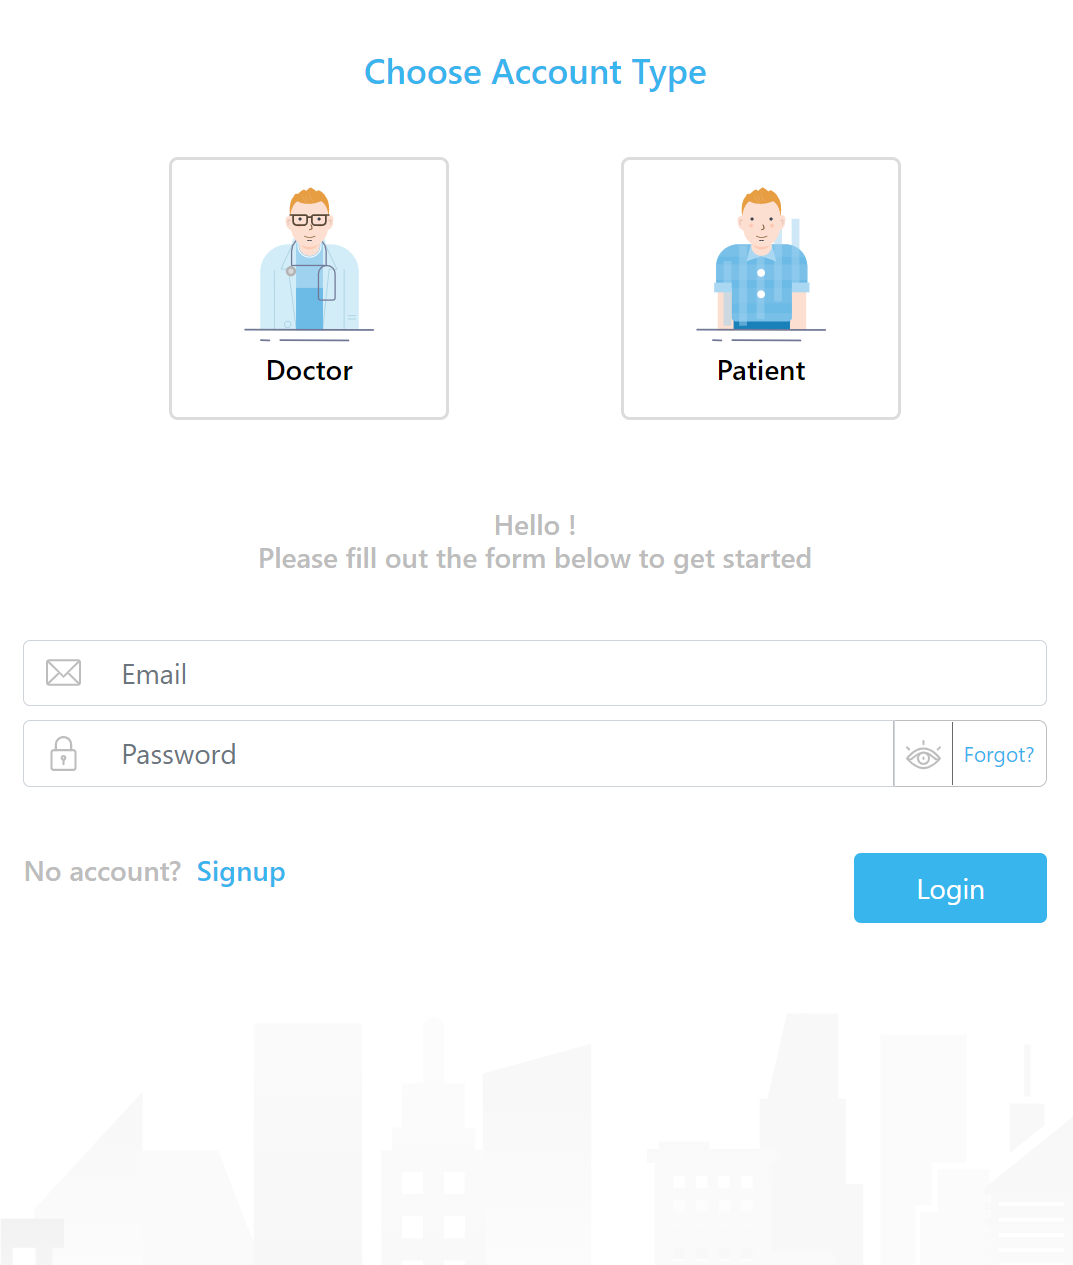 Choose Account Type
Doctor
Patient
Hello !
Please fill out the form below to get started
Email
Password
Forgot?
No account? Signup
Login